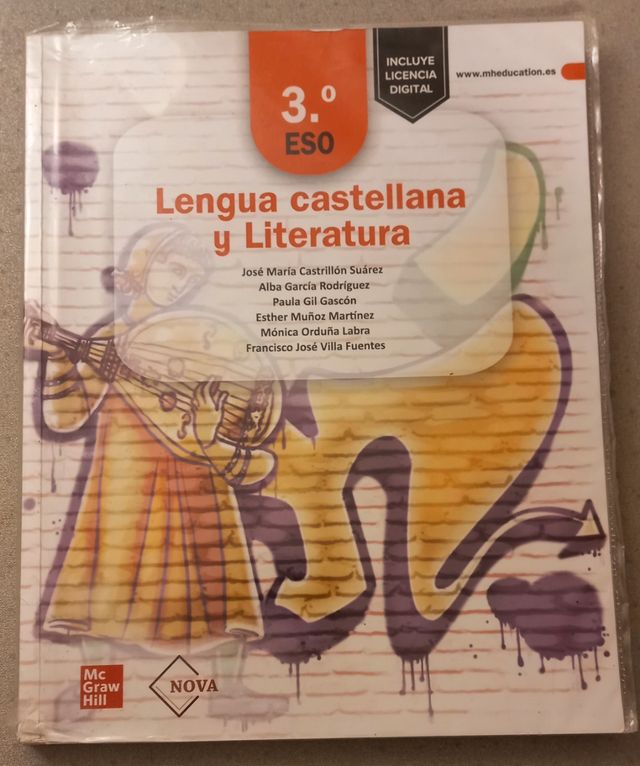 INCLUYE
LICENCIA
DIGITAL
www.mheducation.es
3.º
ESO
Lengua castellana
y Literatura
José María Castrillón Suárez
Alba García Rodríguez
Paula Gil Gascón
Esther Muñoz Martínez
Mónica Orduña Labra
Francisco José Villa Fuentes
Mc
Graw
Hill
NOVA